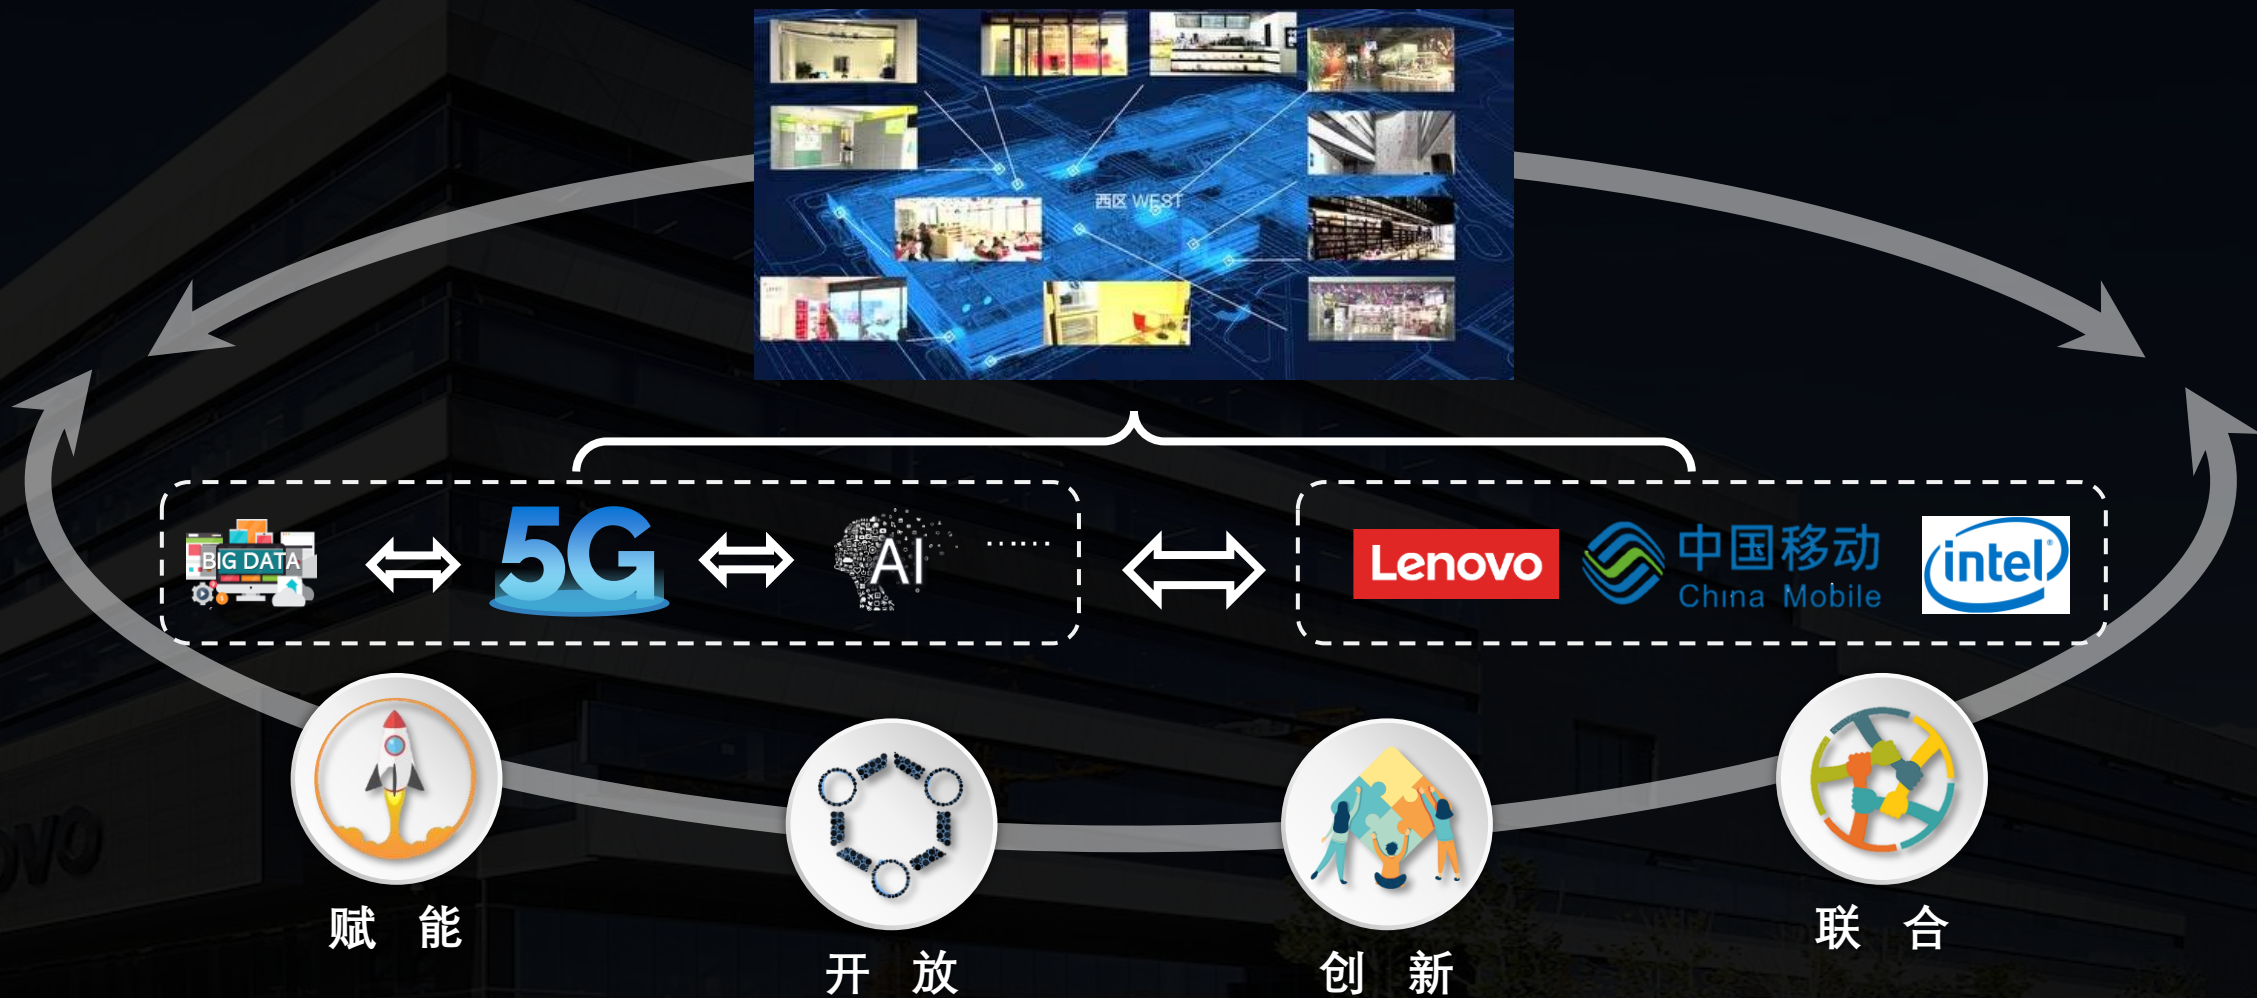 西区 WEST
BIG DATA
5G
AI
......
Lenovo
中国移动
China Mobile
intel
赋 能
开 放
创 新
联 合